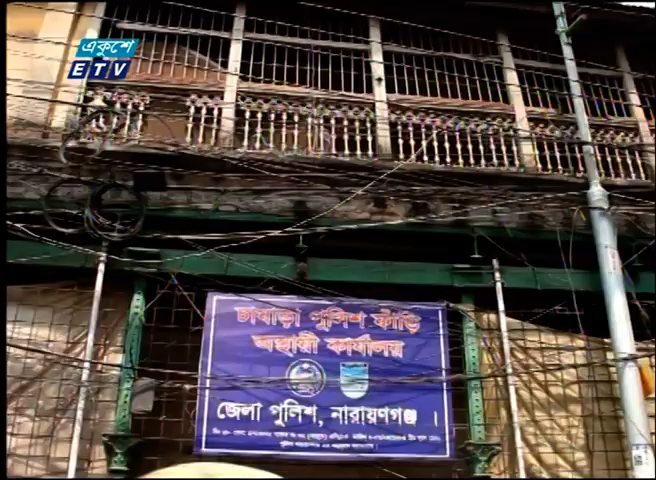 একুশে
ETV
চাষাড়া পুলিশ ফাঁড়ি
অস্থায়ী কার্যালয়
জেলা পুলিশ, নারায়ণগঞ্জ ।